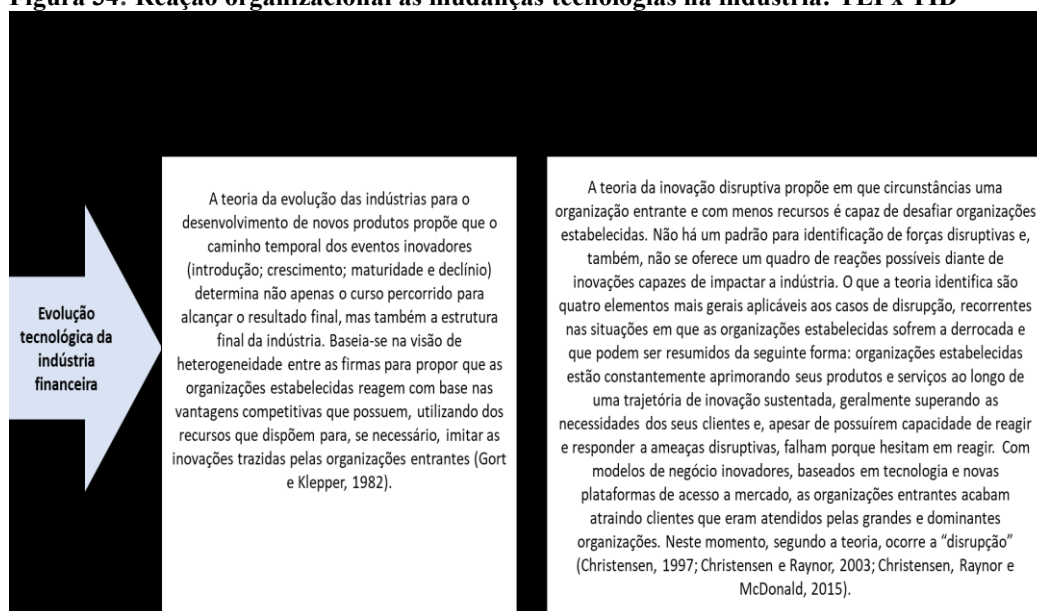 Figura 34: Reação organizacional às mudanças tecnologias na indústria: TEI x TID
Evolução
tecnológica da
indústria
financeira
A teoria da evolução das indústrias para o
desenvolvimento de novos produtos propõe que o
caminho temporal dos eventos inovadores
(introdução; crescimento; maturidade e declínio)
determina não apenas o curso percorrido para
alcançar o resultado final, mas também a estrutura
final da indústria. Baseia-se na visão de
heterogeneidade entre as firmas para propor que as
organizações estabelecidas reagem com base nas
vantagens competitivas que possuem, utilizando dos
recursos que dispõem para, se necessário, imitar as
inovações trazidas pelas organizações entrantes (Gort
e Klepper, 1982).
A teoria da inovação disruptiva propõe em que circunstâncias uma
organização entrante e com menos recursos é capaz de desafiar organizações
estabelecidas. Não há um padrão para identificação de forças disruptivas e,
também, não se oferece um quadro de reações possíveis diante de
inovações capazes de impactar a indústria. O que a teoria identifica são
quatro elementos mais gerais aplicáveis aos casos de disrupção, recorrentes
nas situações em que as organizações estabelecidas sofrem a derrocada e
que podem ser resumidos da seguinte forma: organizações estabelecidas
estão constantemente aprimorando seus produtos e serviços ao longo de
uma trajetória de inovação sustentada, geralmente superando as
necessidades dos seus clientes e, apesar de possuírem capacidade de reagir
e responder a ameaças disruptivas, falham porque hesitam em reagir. Com
modelos de negócio inovadores, baseados em tecnologia e novas
plataformas de acesso a mercado, as organizações entrantes acabam
atraindo clientes que eram atendidos pelas grandes e dominantes
organizações. Neste momento, segundo a teoria, ocorre a “disrupção”
(Christensen, 1997; Christensen e Raynor, 2003; Christensen, Raynor e
McDonald, 2015).